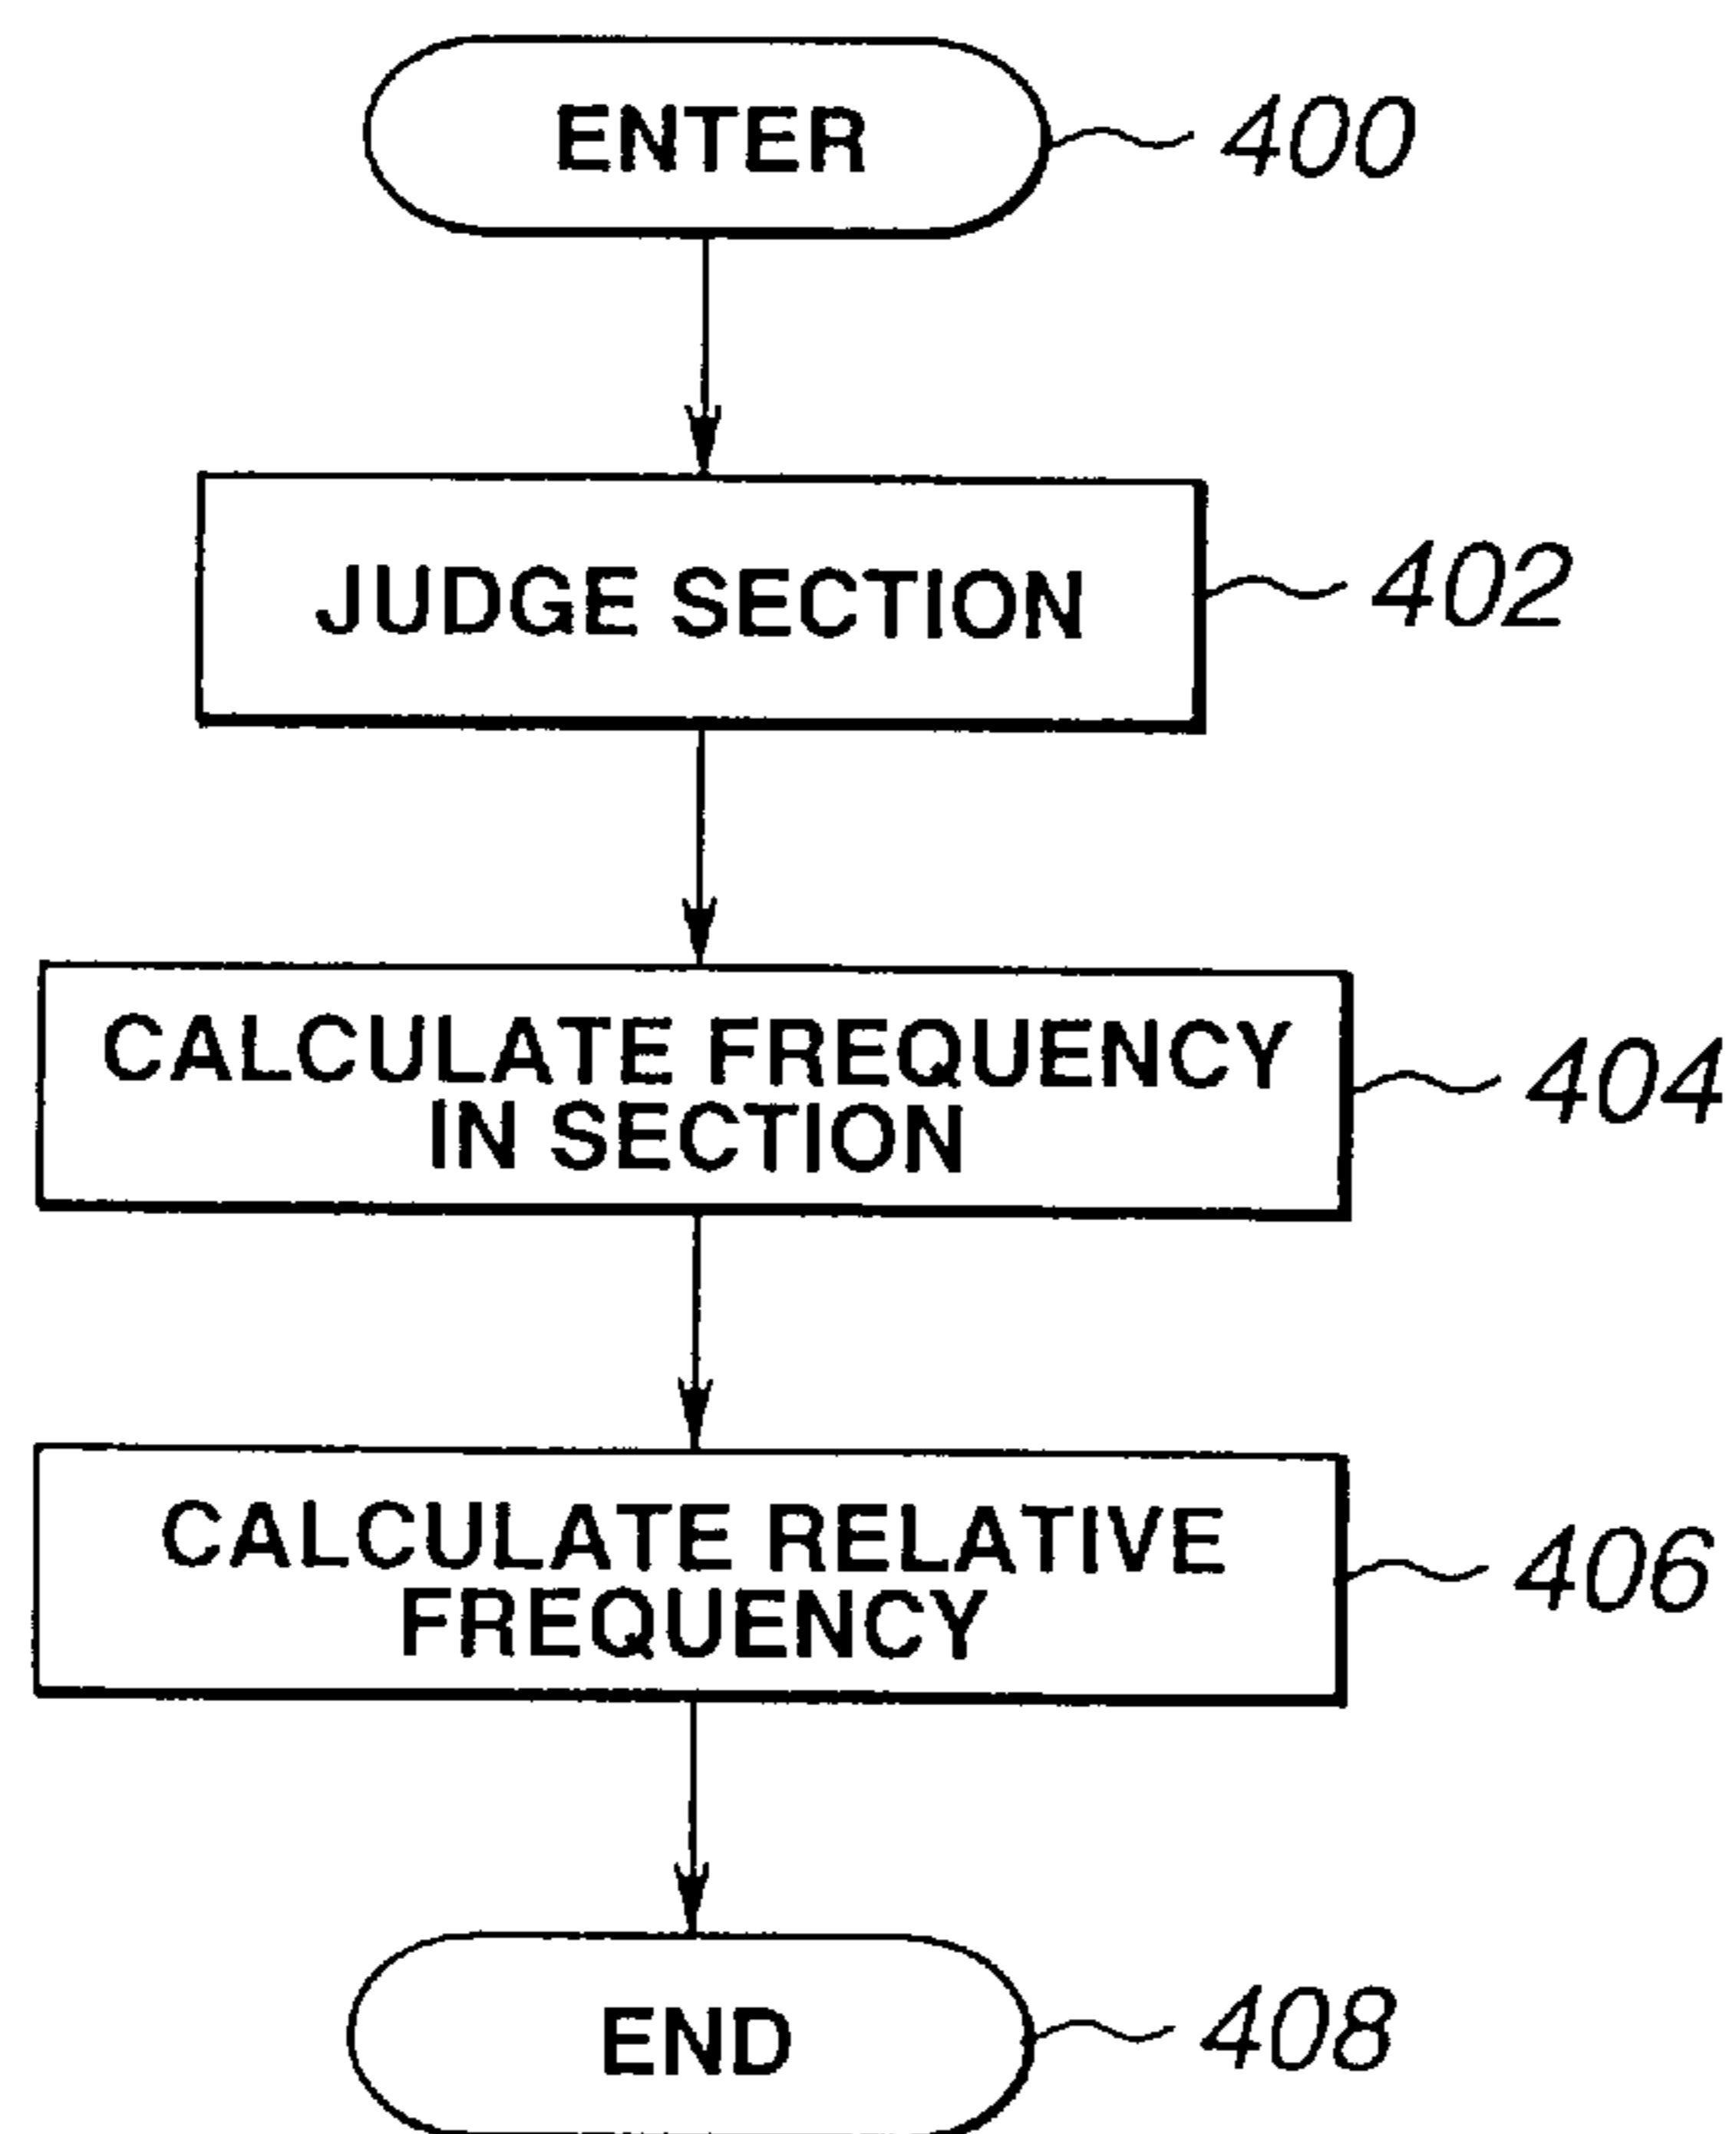 ENTER
400
JUDGE SECTION
402
CALCULATE FREQUENCY
IN SECTION
404
CALCULATE RELATIVE
FREQUENCY
406
END
408